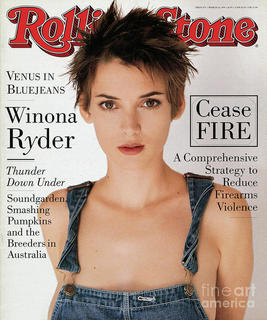 Rolling Stone
VENUS IN
BLUEJEANS
Winona
Ryder
Thunder
Down Under
Soundgarden,
Smashing
Pumpkins
and the
Breeders in
Australia
Cease
FIRE
A Comprehensive
Strategy to
Reduce
Firearms
Violence
fine
art
america